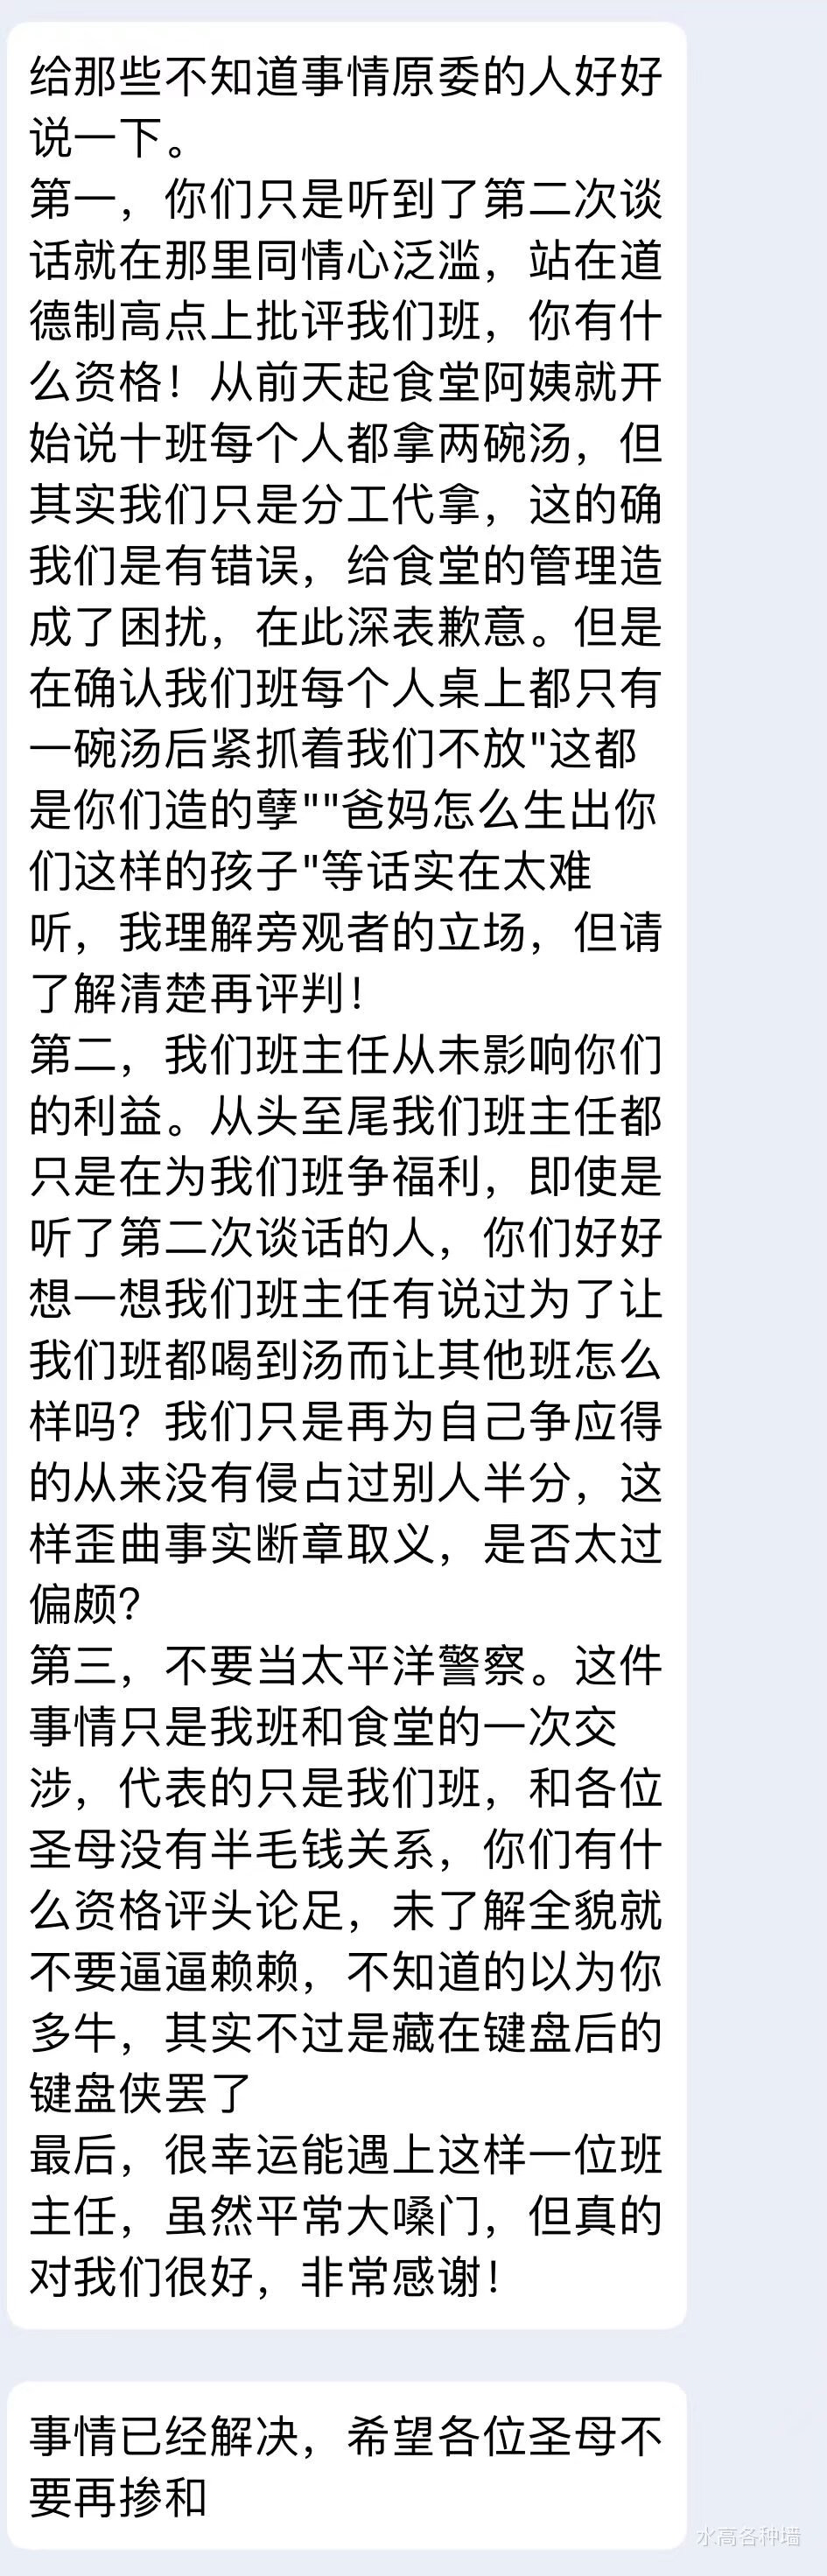 给那些不知道事情原委的人好好
说一下。
第一，你们只是听到了第二次谈
话就在那里同情心泛滥，站在道
德制高点上批评我们班，你有什
么资格！从前天起食堂阿姨就开
始说十班每个人都拿两碗汤，但
其实我们只是分工代拿，这的确
我们是有错误，给食堂的管理造
成了困扰，在此深表歉意。但是
在确认我们班每个人桌上都只有
一碗汤后紧抓着我们不放"这都
是你们造的孽""爸妈怎么生出你
们这样的孩子"等话实在太难
听，我理解旁观者的立场，但请
了解清楚再评判！
第二，我们班主任从未影响你们
的利益。从头至尾我们班主任都
只是在为我们班争福利，即使是
听了第二次谈话的人，你们好好
想一想我们班主任有说过为了让
我们班都喝到汤而让其他班怎么
样吗？我们只是再为自己争应得
的从来没有侵占过别人半分，这
样歪曲事实断章取义，是否太过
偏颇？
第三，不要当太平洋警察。这件
事情只是我班和食堂的一次交
涉，代表的只是我们班，和各位
圣母没有半毛钱关系，你们有什
么资格评头论足，未了解全貌就
不要逼逼赖赖，不知道的以为你
多牛，其实不过是藏在键盘后的
键盘侠罢了
最后，很幸运能遇上这样一位班
主任，虽然平常大嗓门，但真的
对我们很好，非常感谢！
事情已经解决，希望各位圣母不
要再掺和
水高各种墙